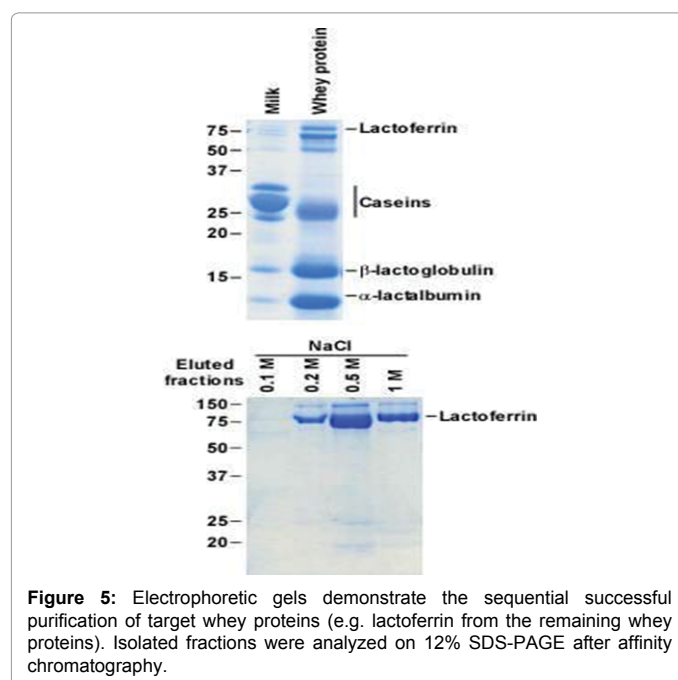 Milk
Whey protein
75
50
37
25
20
15
Lactoferrin
Caseins
β-lactoglobulin
α-lactalbumin
NaCl
Eluted
fractions
0.1 M
0.2 M
0.5 M
1 M
150
75
50
37
25
20
Lactoferrin
Figure 5: Electrophoretic gels demonstrate the sequential successful
purification of target whey proteins (e.g. lactoferrin from the remaining whey
proteins). Isolated fractions were analyzed on 12% SDS-PAGE after affinity
chromatography.